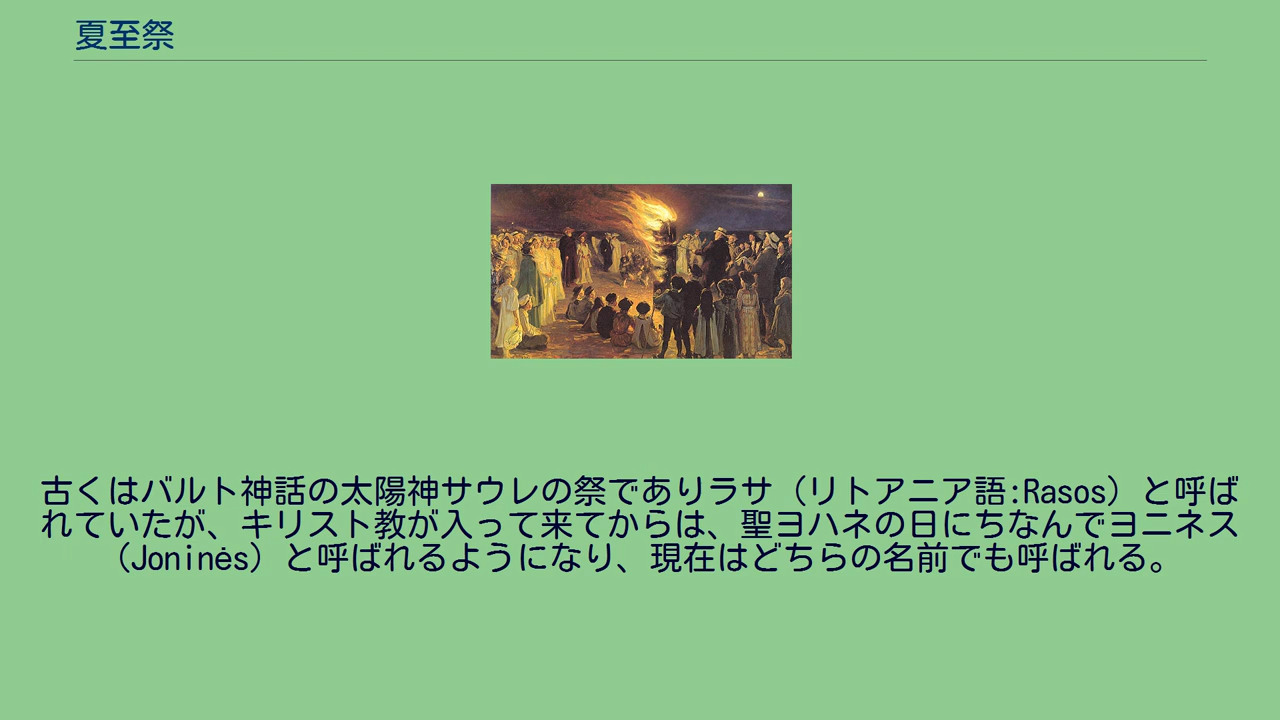 夏至祭
古くはバルト神話の太陽神サウレの祭でありラサ（リトアニア語:Rasos）と呼ば
れていたが、キリスト教が入って来てからは、聖ヨハネの日にちなんでヨニネス
（Joninės）と呼ばれるようになり、現在はどちらの名前でも呼ばれる。